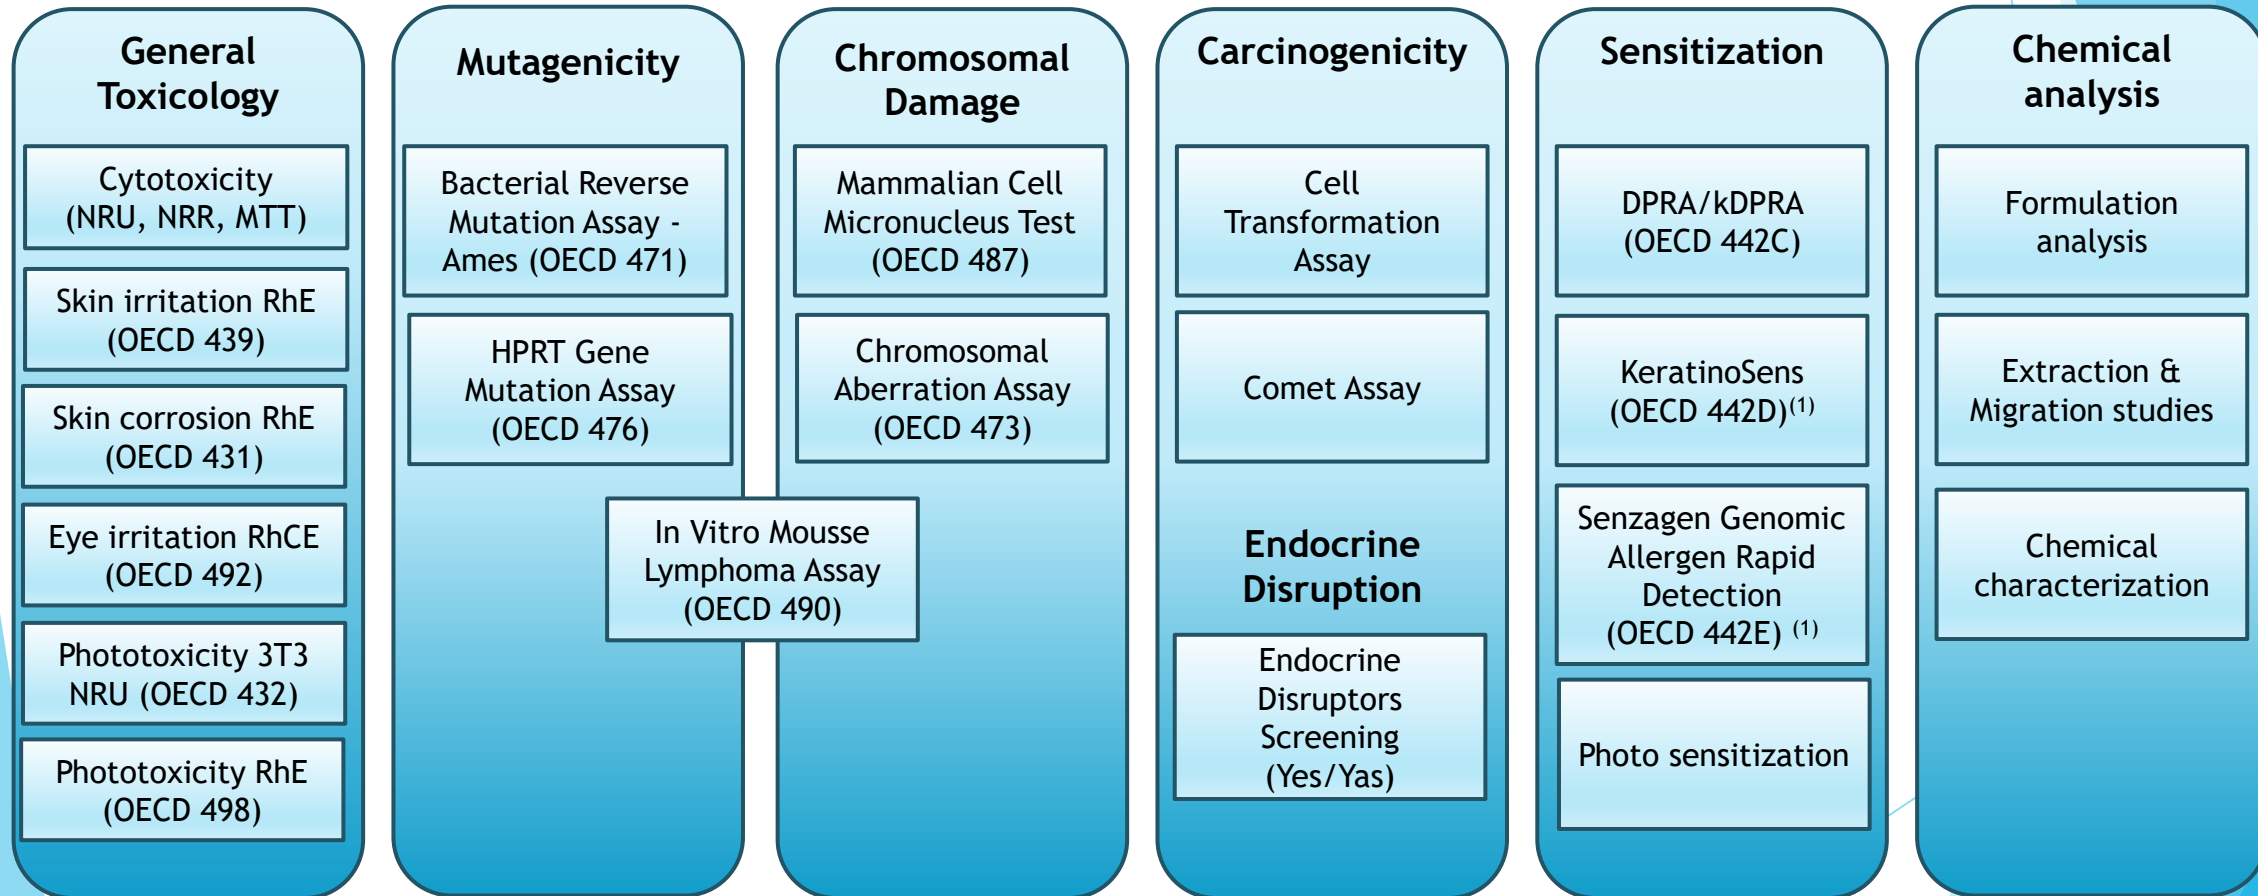 General
Toxicology
Cytotoxicity
(NRU, NRR, MTT)
Skin irritation RhE
(OECD 439)
Skin corrosion RhE
(OECD 431)
Eye irritation RhCE
(OECD 492)
Phototoxicity 3T3
NRU (OECD 432)
Phototoxicity RhE
(OECD 498)
Mutagenicity
Bacterial Reverse
Mutation Assay -
Ames (OECD 471)
HPRT Gene
Mutation Assay
(OECD 476)
In Vitro Mousse
Lymphoma Assay
(OECD 490)
Chromosomal
Damage
Mammalian Cell
Micronucleus Test
(OECD 487)
Chromosomal
Aberration Assay
(OECD 473)
Carcinogenicity
Cell
Transformation
Assay
Comet Assay
Endocrine
Disruption
Endocrine
Disruptors
Screening
(Yes/Yas)
Sensitization
DPRA/kDPRA
(OECD 442C)
KeratinoSens
(OECD 442D)(1)
Senzagen Genomic
Allergen Rapid
Detection
(OECD 442E) (1)
Photo sensitization
Chemical
analysis
Formulation
analysis
Extraction &
Migration studies
Chemical
characterization